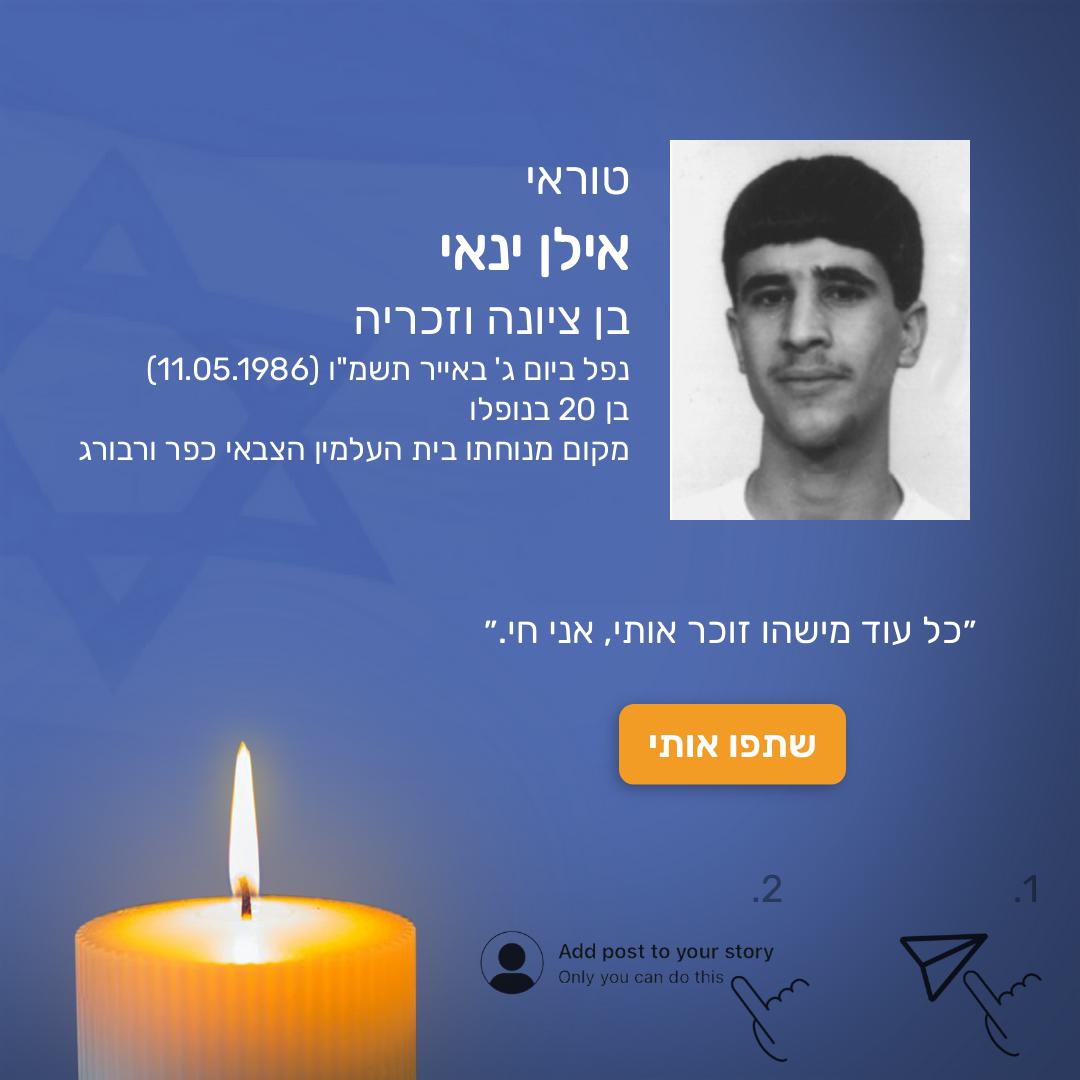 טוראי
אילן ינאי
בן ציונה וזכריה
נפל ביום ג' באייר תשמ"ו (11.05.1986)
בן 20 בנופלו
מקום מנוחתו בית העלמין הצבאי כפר ורבורג
״כל עוד מישהו זוכר אותי, אני חי.״
שתפו אותי
.1
.2
Add post to your story
Only you can do this